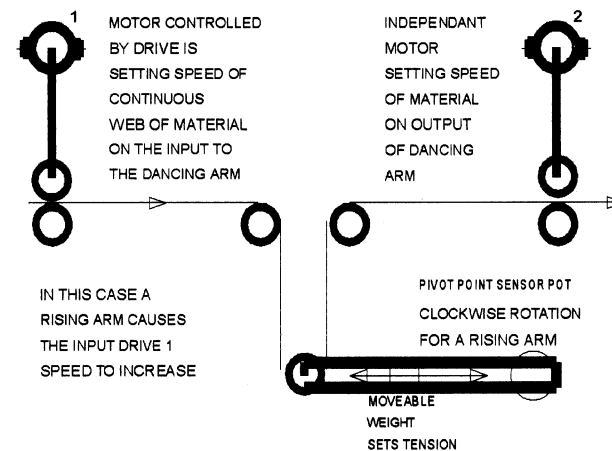 1
MOTOR CONTROLLED
BY DRIVE IS
SETTING SPEED OF
CONTINUOUS
WEB OF MATERIAL
ON THE INPUT TO
THE DANCING ARM
INDEPENDANT
MOTOR
SETTING SPEED
OF MATERIAL
ON OUTPUT
OF DANCING
ARM
2
IN THIS CASE A
RISING ARM CAUSES
THE INPUT DRIVE 1
SPEED TO INCREASE
PIVOT POINT SENSOR POT
CLOCKWISE ROTATION
FOR A RISING ARM
MOVEABLE
WEIGHT
SETS TENSION